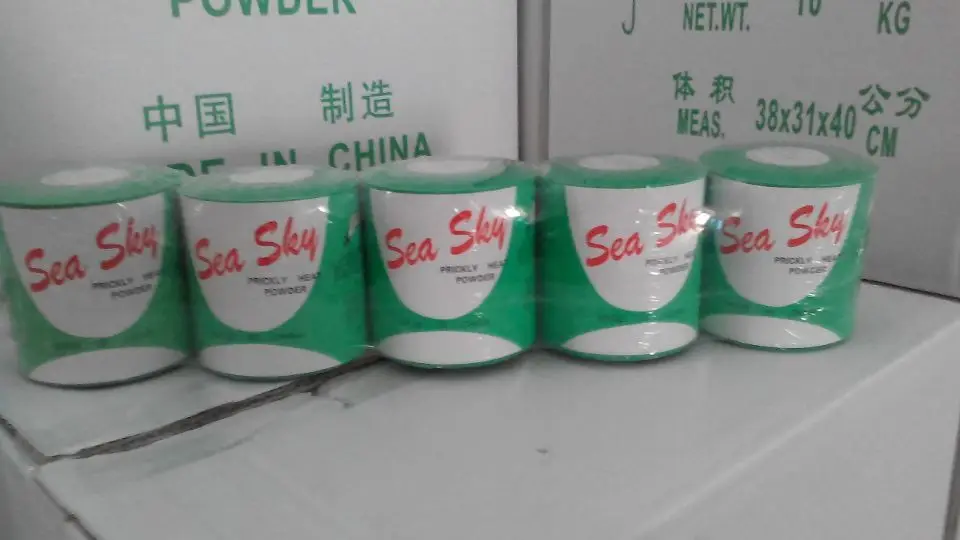 POWDER
中国 制造
MADE IN CHINA
NET.WT. 10 KG
体积 38x31x40 公分
MEAS. CM
Sea Sky
PRICKLY HEAT
POWDER
Sea Sky
PRICKLY HEAT
POWDER
Sea Sky
PRICKLY HEAT
POWDER
Sea Sky
PRICKLY HEAT
POWDER
Sea Sky
PRICKLY HEAT
POWDER